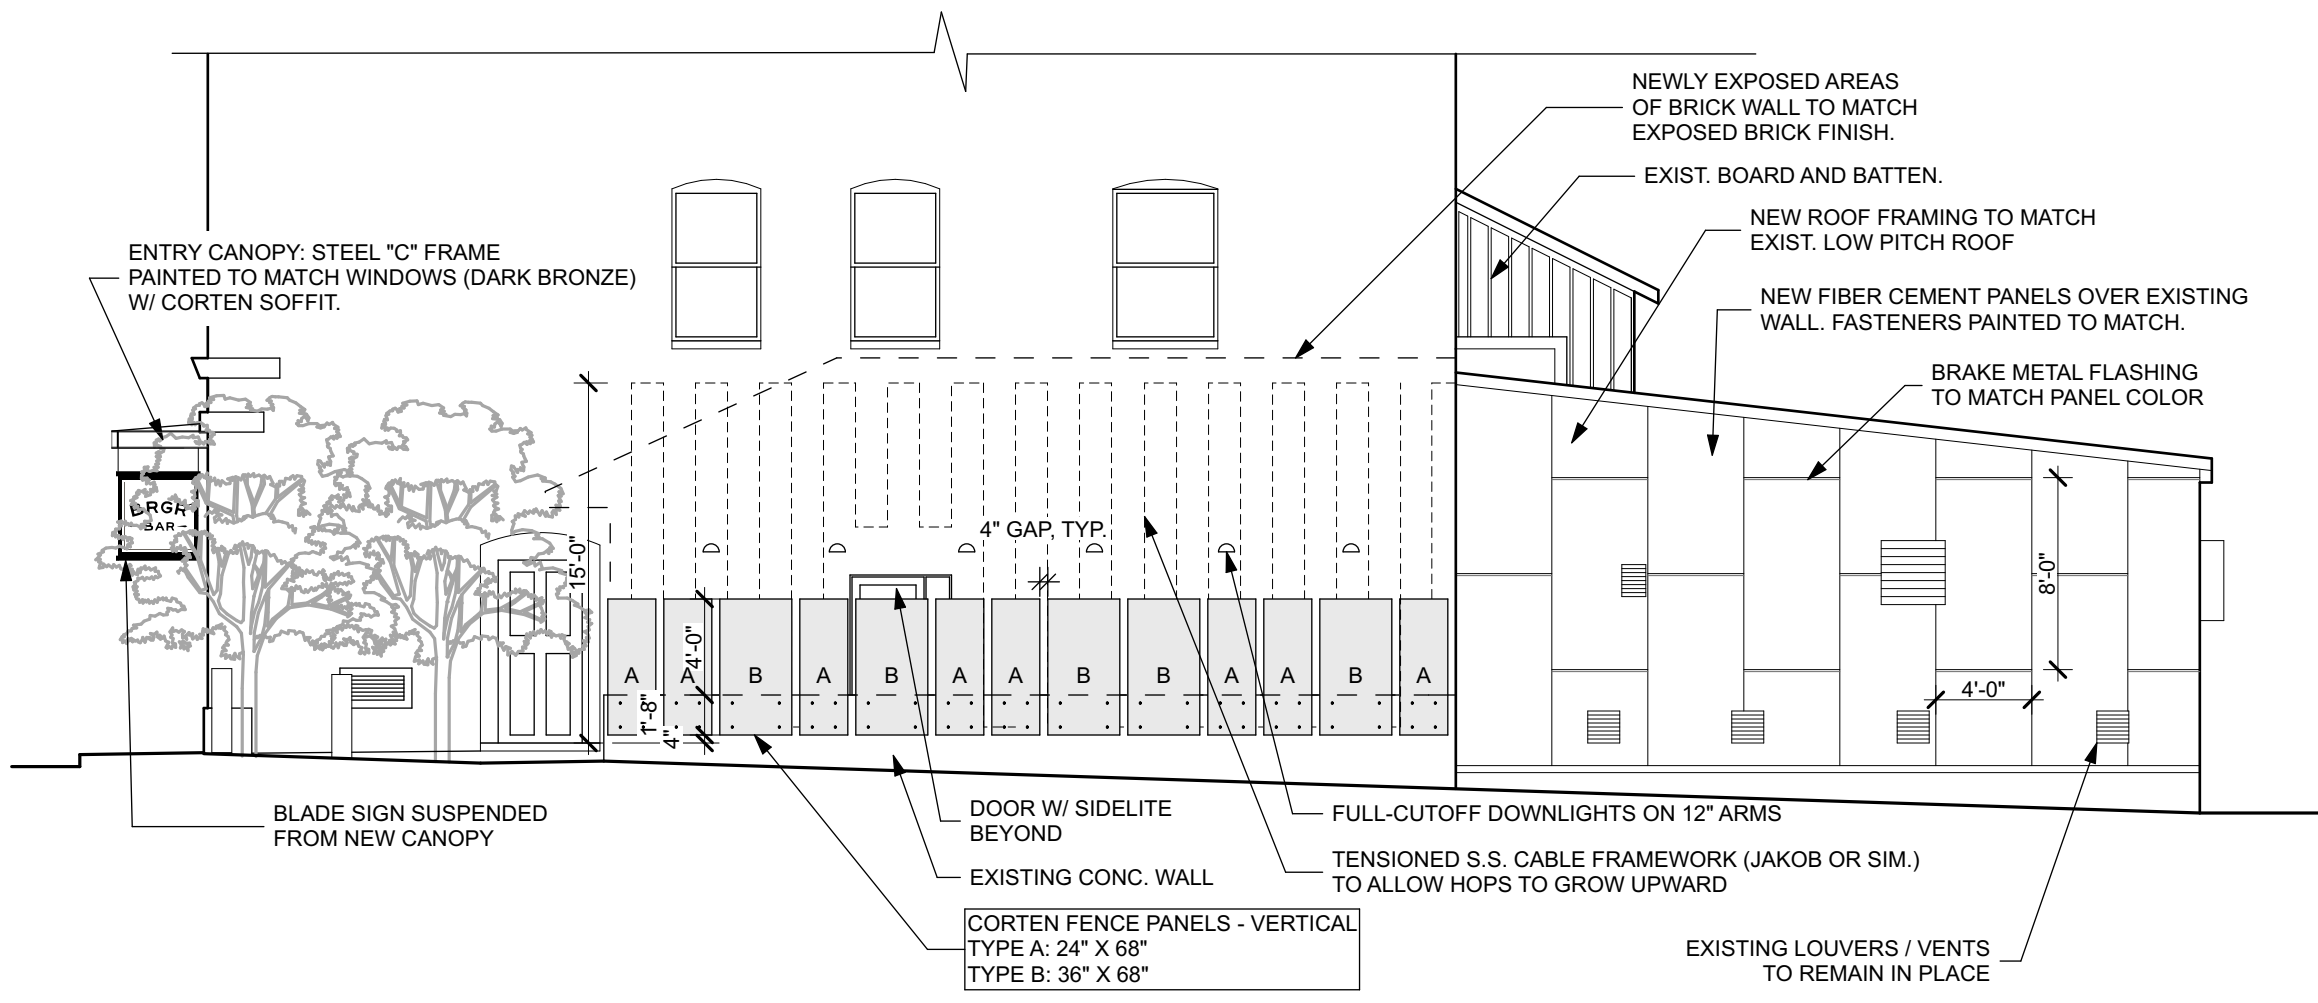 NEWLY EXPOSED AREAS
OF BRICK WALL TO MATCH
EXPOSED BRICK FINISH.
EXIST. BOARD AND BATTEN.
NEW ROOF FRAMING TO MATCH
EXIST. LOW PITCH ROOF
ENTRY CANOPY: STEEL "C" FRAME
PAINTED TO MATCH WINDOWS (DARK BRONZE)
W/ CORTEN SOFFIT.
NEW FIBER CEMENT PANELS OVER EXISTING
WALL. FASTENERS PAINTED TO MATCH.
BRAKE METAL FLASHING
TO MATCH PANEL COLOR
BRGR
BAR
4" GAP, TYP.
15'-0"
8'-0"
4'-0"
A A B A B A A B B A A B A
4'-0"
1'-8"
4"
BLADE SIGN SUSPENDED
FROM NEW CANOPY
DOOR W/ SIDELITE
BEYOND
FULL-CUTOFF DOWNLIGHTS ON 12" ARMS
EXISTING CONC. WALL
TENSIONED S.S. CABLE FRAMEWORK (JAKOB OR SIM.)
TO ALLOW HOPS TO GROW UPWARD
CORTEN FENCE PANELS - VERTICAL
TYPE A: 24" X 68"
TYPE B: 36" X 68"
EXISTING LOUVERS / VENTS
TO REMAIN IN PLACE